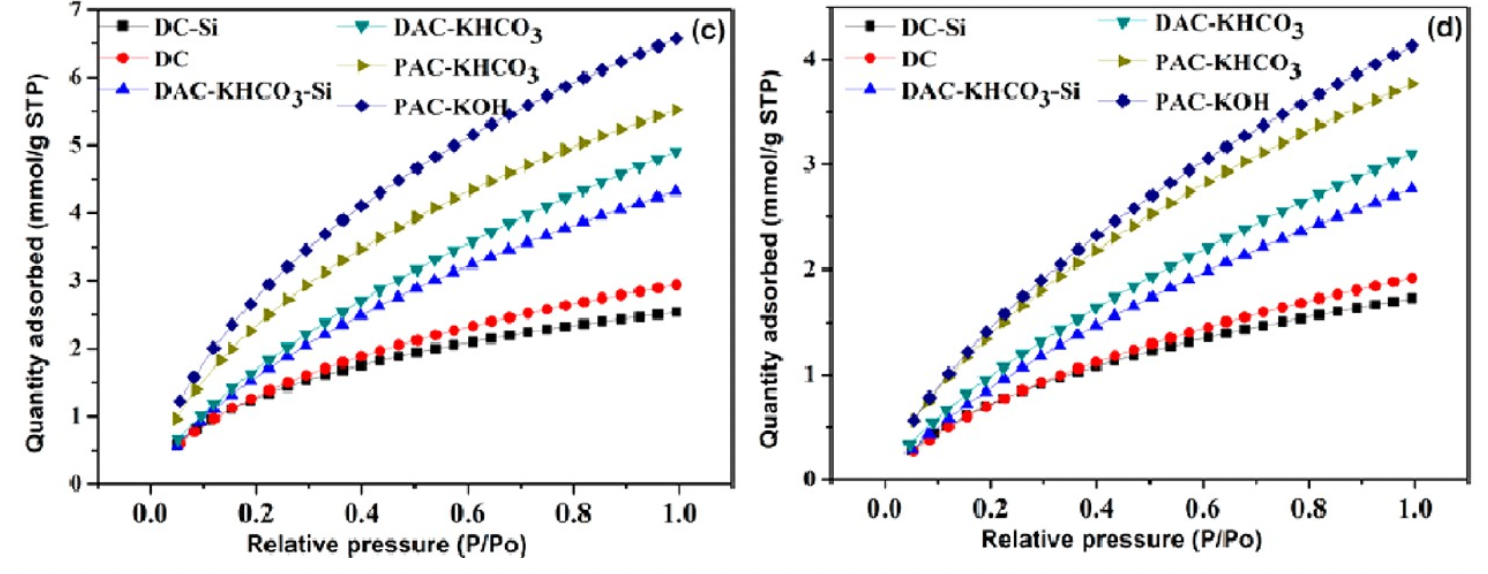 (c)
DC-Si
DC
DAC-KHCO₃-Si
DAC-KHCO₃
PAC-KHCO₃
PAC-KOH
Quantity adsorbed (mmol/g STP)
7
6
5
4
3
2
1
0
0.0 0.2 0.4 0.6 0.8 1.0
Relative pressure (P/Po)
(d)
DC-Si
DC
DAC-KHCO₃-Si
DAC-KHCO₃
PAC-KHCO₃
PAC-KOH
Quantity adsorbed (mmol/g STP)
4
3
2
1
0
0.0 0.2 0.4 0.6 0.8 1.0
Relative pressure (P/Po)